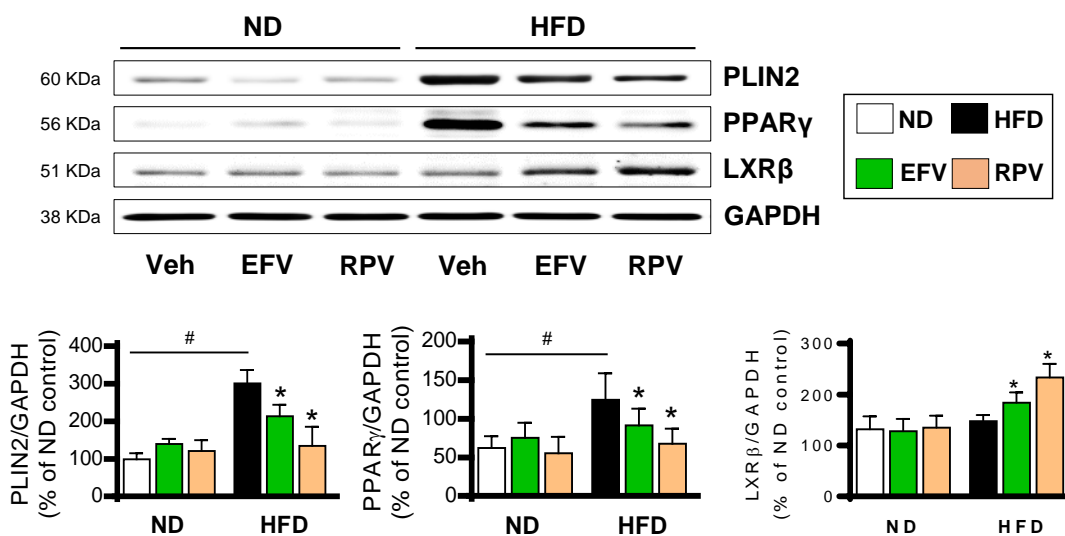 ND HFD
60 KDa PLIN2
56 KDa PPARγ
51 KDa LXRβ
38 KDa GAPDH
Veh EFV RPV Veh EFV RPV
ND HFD
EFV RPV
PLIN2/GAPDH
(% of ND control)
400
300
200
100
0
#
*
*
ND HFD
PPARγ/GAPDH
(% of ND control)
200
150
100
50
0
#
*
*
ND HFD
LXRβ/GAPDH
(% of ND control)
300
200
100
0
*
*
ND HFD